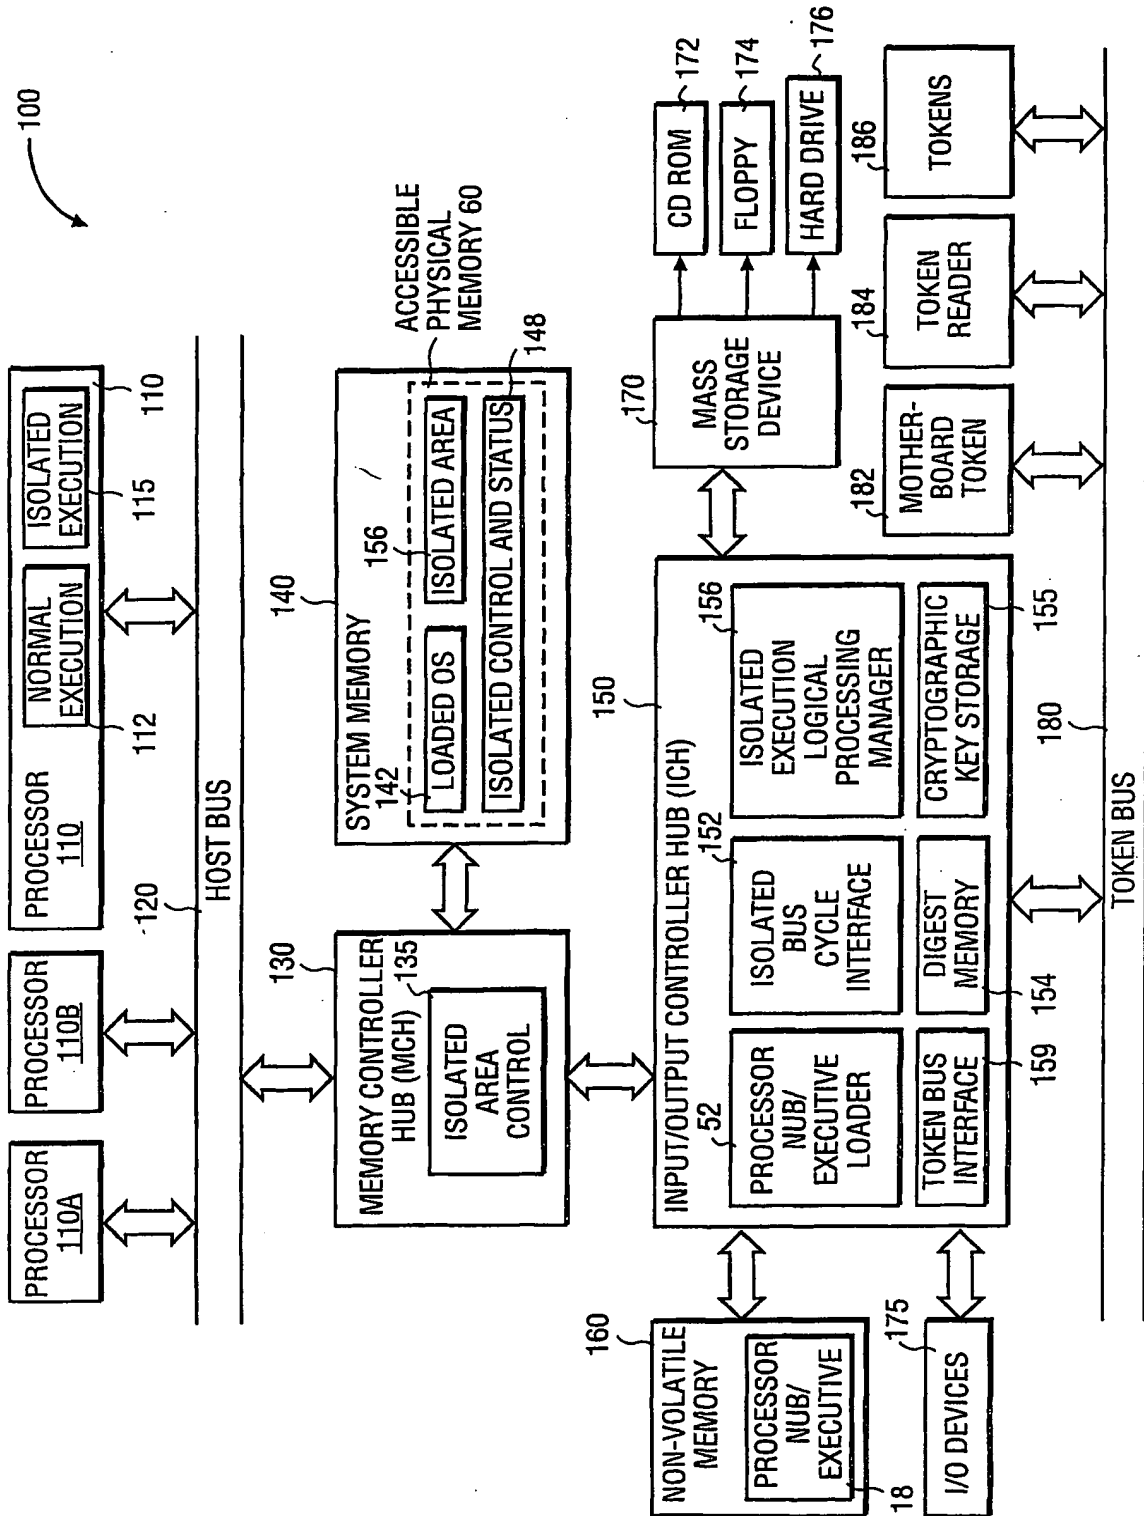 100
PROCESSOR
110A
PROCESSOR
110B
PROCESSOR
110
NORMAL
EXECUTION
112
ISOLATED
EXECUTION
115
110
120
HOST BUS
130
MEMORY CONTROLLER
HUB (MCH)
135
ISOLATED
AREA
CONTROL
140
SYSTEM MEMORY
142
LOADED OS
156
ISOLATED AREA
ISOLATED CONTROL AND STATUS
148
ACCESSIBLE
PHYSICAL
MEMORY 60
160
NON-VOLATILE
MEMORY
PROCESSOR
NUB/
EXECUTIVE
18
175
I/O DEVICES
150
INPUT/OUTPUT CONTROLLER HUB (ICH)
52
PROCESSOR
NUB/
EXECUTIVE
LOADER
152
ISOLATED
BUS
CYCLE
INTERFACE
156
ISOLATED
EXECUTION
LOGICAL
PROCESSING
MANAGER
TOKEN BUS
INTERFACE
159
DIGEST
MEMORY
154
CRYPTOGRAPHIC
KEY STORAGE
155
170
MASS
STORAGE
DEVICE
CD ROM
172
FLOPPY
174
HARD DRIVE
176
182
MOTHER-
BOARD
TOKEN
184
TOKEN
READER
186
TOKENS
180
TOKEN BUS